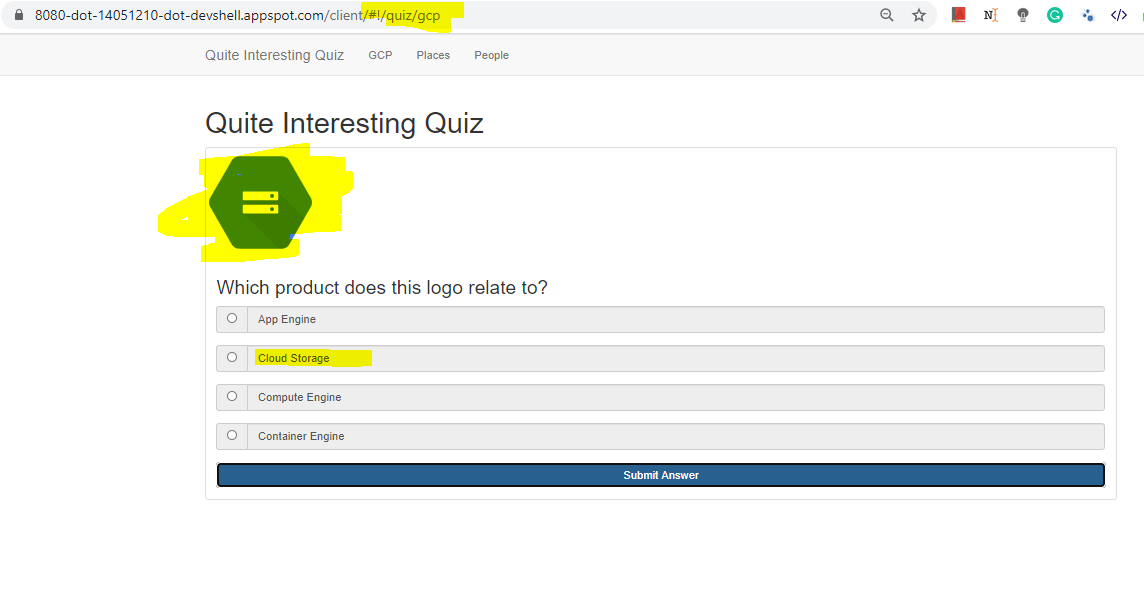 8080-dot-14051210-dot-devshell.appspot.com/client/#!/quiz/gcp
Quite Interesting Quiz GCP Places People
Quite Interesting Quiz
Which product does this logo relate to?
App Engine
Cloud Storage
Compute Engine
Container Engine
Submit Answer